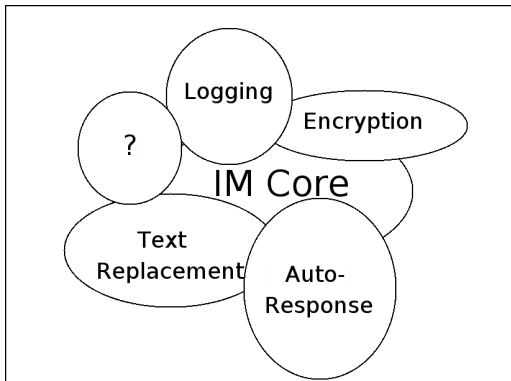 Logging
Encryption
?
IM Core
Text
Replacement
Auto-
Response